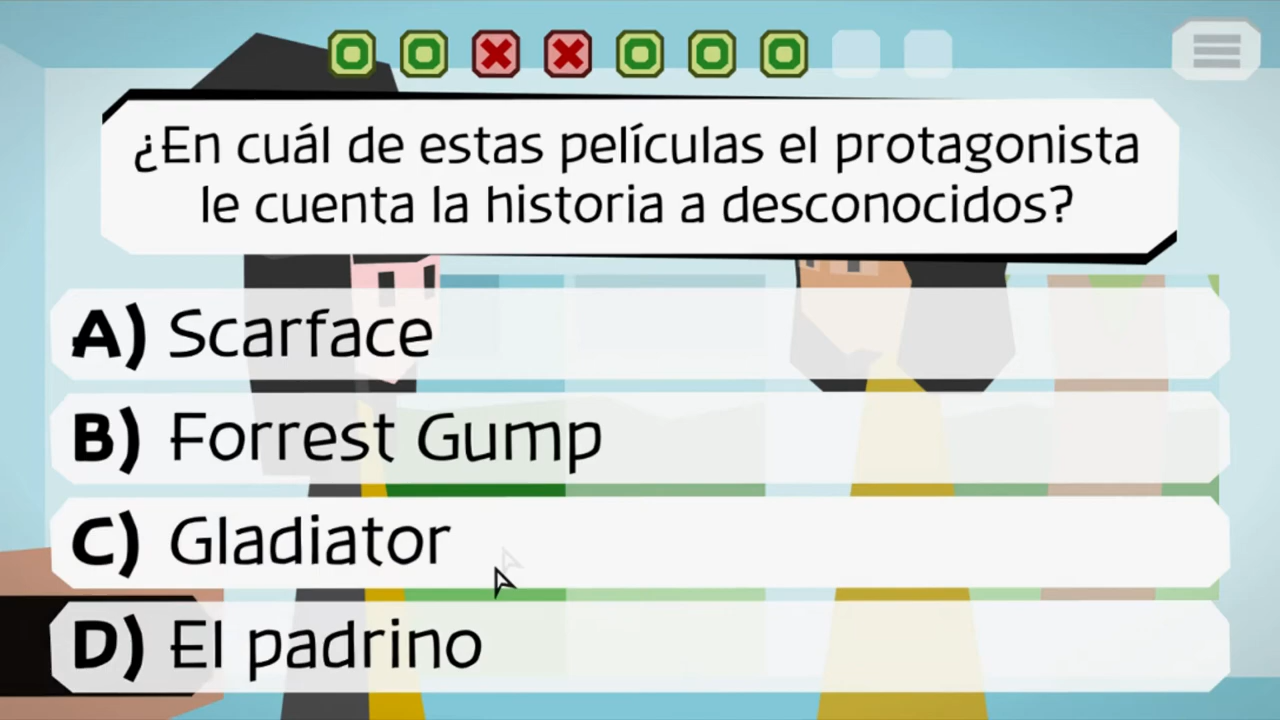 ¿En cuál de estas películas el protagonista
le cuenta la historia a desconocidos?
A) Scarface
B) Forrest Gump
C) Gladiator
D) El padrino